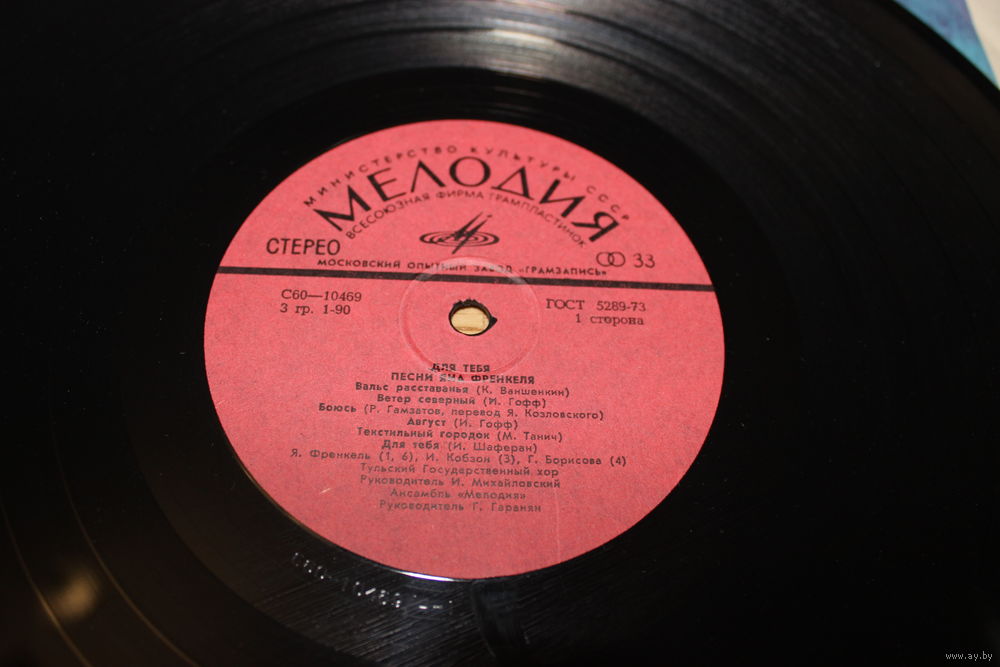 МИНИСТЕРСТВО КУЛЬТУРЫ СССР
МЕЛОДИЯ
ВСЕСОЮЗНАЯ ФИРМА ГРАМПЛАСТИНОК
СТЕРЕО
33
МОСКОВСКИЙ ОПЫТНЫЙ ЗАВОД «ГРАМЗАПИСЬ»
С60—10469 ГОСТ 5289-73
3 гр. 1-90 1 сторона
ДЛЯ ТЕБЯ
ПЕСНИ ЯНА ФРЕНКЕЛЯ
Вальс расставанья (К. Ваншенкин)
Ветер северный (И. Гофф)
Боюсь (Р. Гамзатов, перевод Я. Козловского)
Август (И. Гофф)
Текстильный городок (М. Танич)
Для тебя (И. Шаферан)
Я. Френкель (1, 6), И. Кобзон (3), Г. Борисова (4)
Тульский Государственный хор
Руководитель И. Михайловский
Ансамбль «Мелодия»
Руководитель Г. Гаранян
www.ay.by